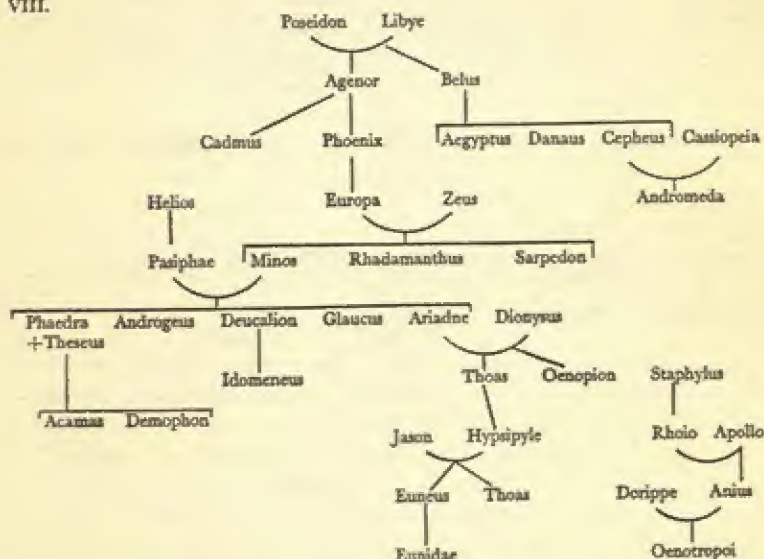 VIII.
Poseidon Libye
Agenor Belus
Cadmus Phoenix Aegyptus Danaus Cepheus Cassiopeia
Helios Europa Zeus Andromeda
Pasiphae Minos Rhadamanthus Sarpedon
Phaedra Androgeus Deucalion Glaucus Ariadne Dionysus
+Theseus
Idomeneus Thoas Oenopion Staphylus
Acamas Demophon Jason Hypsipyle Rhoio Apollo
Euneus Thoas Dorippe Anius
Eunidae Oenotropoi